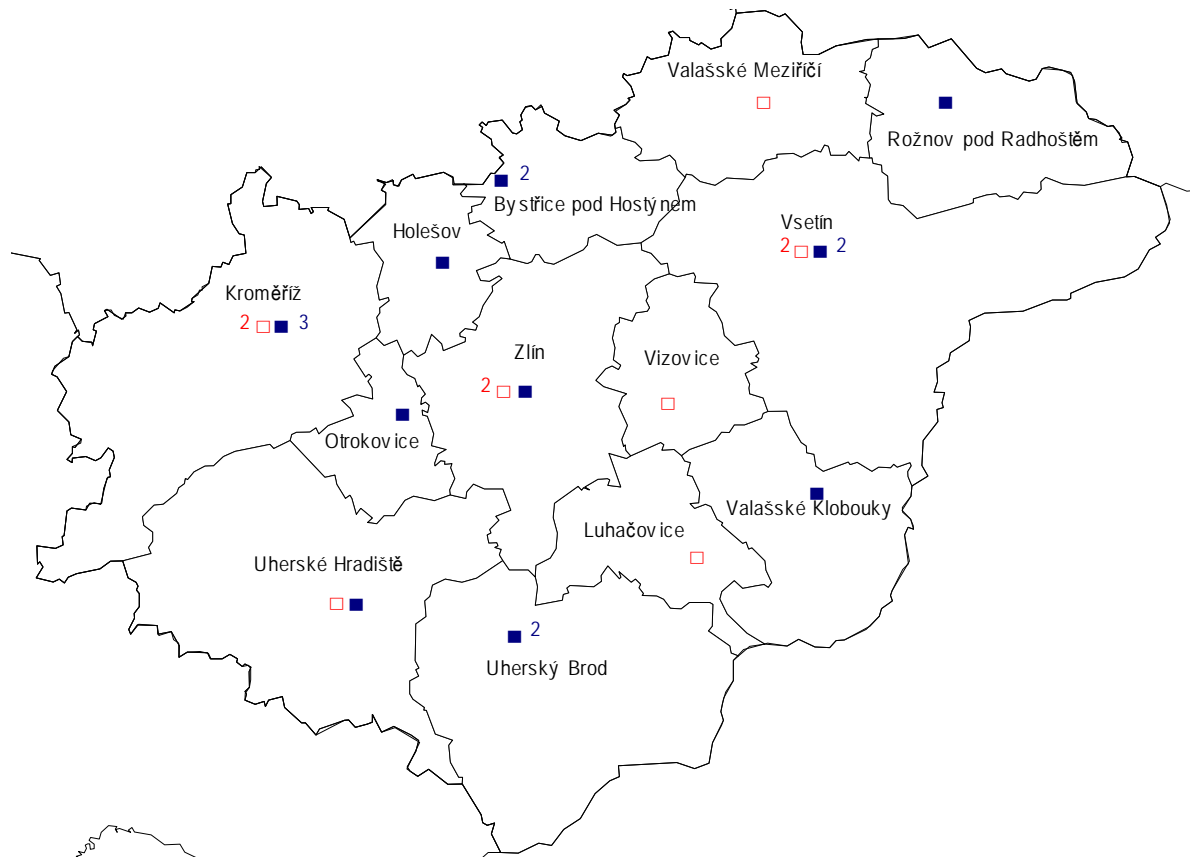 Valašské Meziříčí
Rožnov pod Radhoštěm
2
Bystřice pod Hostýnem
Holešov
Vsetín
2 2
Kroměříž
2 3
Zlín
2
Vizovice
Otrokovice
Valašské Klobouky
Luhačovice
Uherské Hradiště
2
Uherský Brod